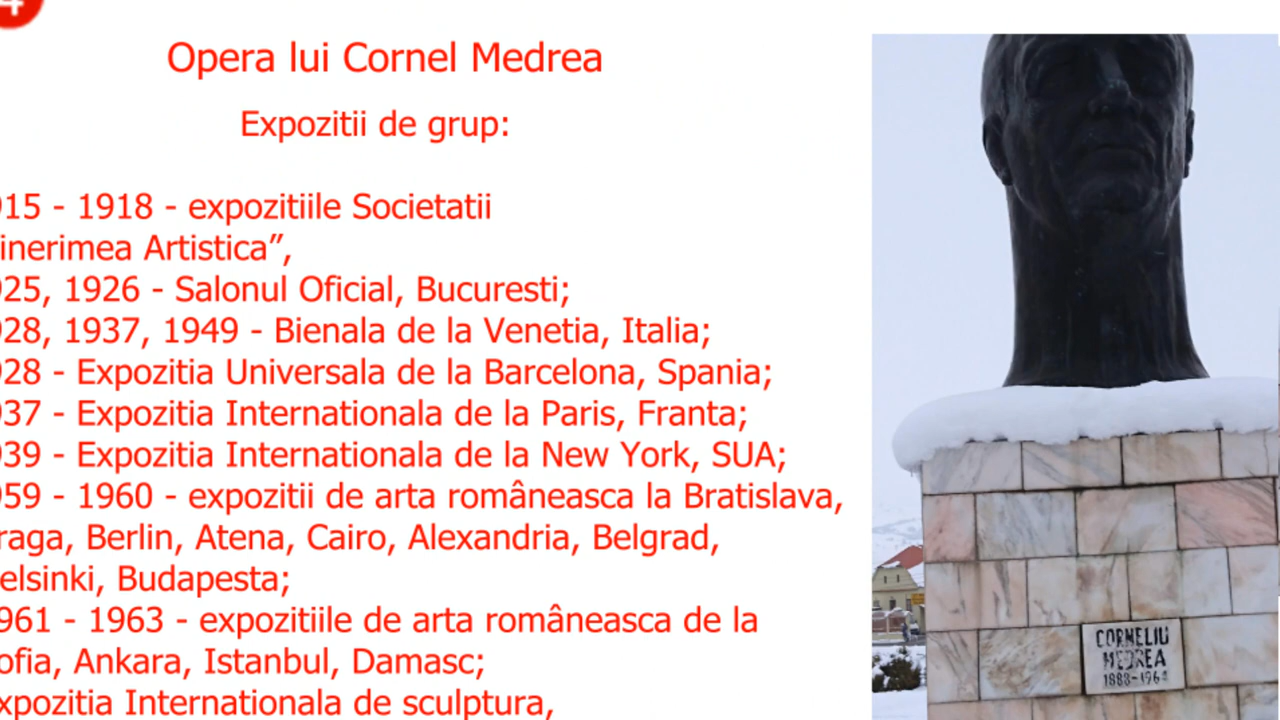 4
Opera lui Cornel Medrea
Expozitii de grup:
915 - 1918 - expozitiile Societatii
inerimea Artistica”,
925, 1926 - Salonul Oficial, Bucuresti;
928, 1937, 1949 - Bienala de la Venetia, Italia;
928 - Expozitia Universala de la Barcelona, Spania;
937 - Expozitia Internationala de la Paris, Franta;
939 - Expozitia Internationala de la New York, SUA;
959 - 1960 - expozitii de arta româneasca la Bratislava,
raga, Berlin, Atena, Cairo, Alexandria, Belgrad,
elsinki, Budapesta;
961 - 1963 - expozitiile de arta româneasca de la
ofia, Ankara, Istanbul, Damasc;
xpozitia Internationala de sculptura,
CORNELIU
MEDREA
1888-1964